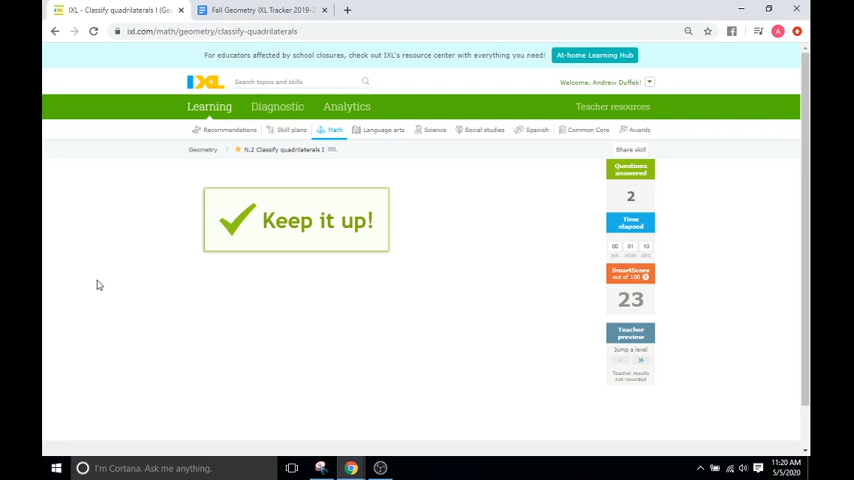 IXL - Classify quadrilaterals I (Geo
Fall Geometry IXL Tracker 2019-2
ixl.com/math/geometry/classify-quadrilaterals
For educators affected by school closures, check out IXL's resource center with everything you need! At-home Learning Hub
IXL Search topics and skills Welcome, Andrew Duffek!
Learning Diagnostic Analytics Teacher resources
Recommendations Skill plans Math Language arts Science Social studies Spanish Common Core Awards
Geometry > N.2 Classify quadrilaterals I Share skill
Questions
answered
2
Keep it up!
Time
elapsed
00 01 10
HR MIN SEC
SmartScore
out of 100 ?
23
Teacher
preview
Jump a level
Teacher results
not recorded
I'm Cortana. Ask me anything.
11:20 AM
5/5/2020